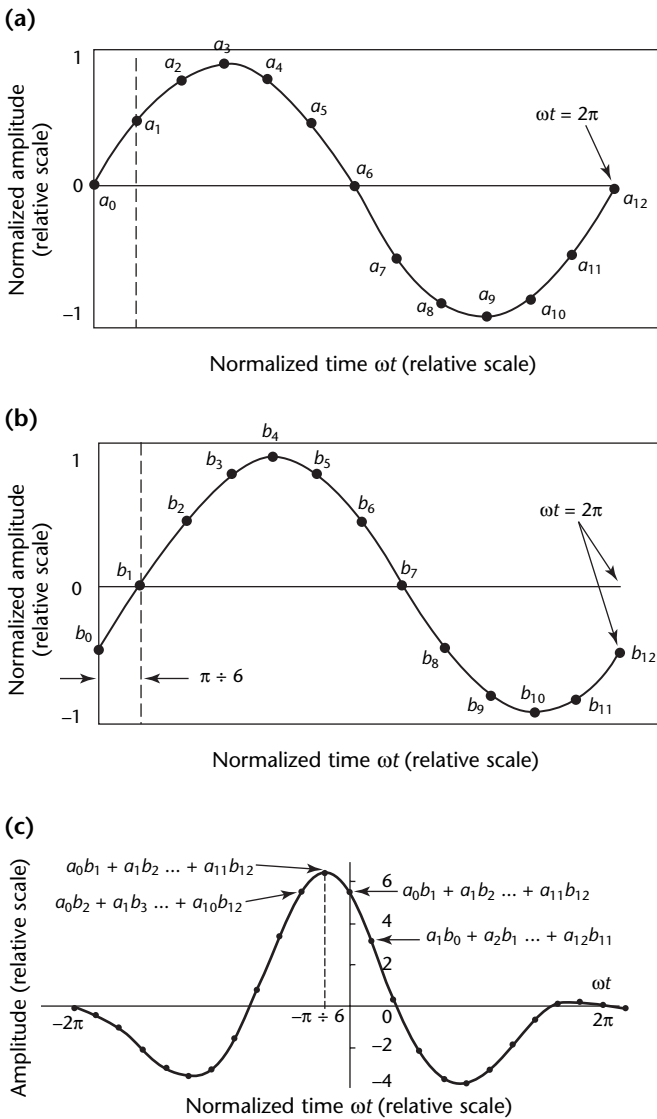 (a)
Normalized amplitude
(relative scale)
1
0
−1
a₀
a₁
a₂
a₃
a₄
a₅
a₆
a₇
a₈
a₉
a₁₀
a₁₁
a₁₂
ωt = 2π
Normalized time ωt (relative scale)
(b)
Normalized amplitude
(relative scale)
1
0
−1
b₀
b₁
b₂
b₃
b₄
b₅
b₆
b₇
b₈
b₉
b₁₀
b₁₁
b₁₂
ωt = 2π
π ÷ 6
Normalized time ωt (relative scale)
(c)
Amplitude (relative scale)
a₀b₁ + a₁b₂ ... + a₁₁b₁₂
a₀b₂ + a₁b₃ ... + a₁₀b₁₂
a₀b₁ + a₁b₂ ... + a₁₁b₁₂
a₁b₀ + a₂b₁ ... + a₁₂b₁₁
6
4
2
0
−2
−4
−2π
−π ÷ 6
ωt
2π
Normalized time ωt (relative scale)